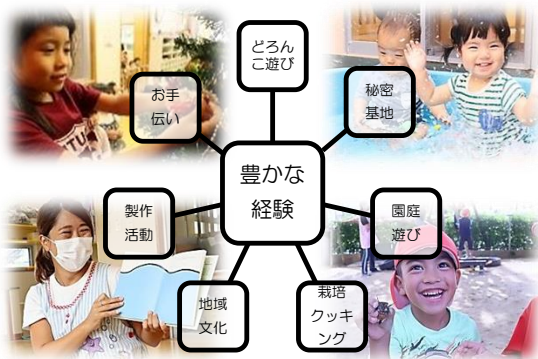 どろん
こ遊び
お手
伝い
秘密
基地
豊かな
経験
製作
活動
園庭
遊び
地域
文化
栽培
クッキ
ング